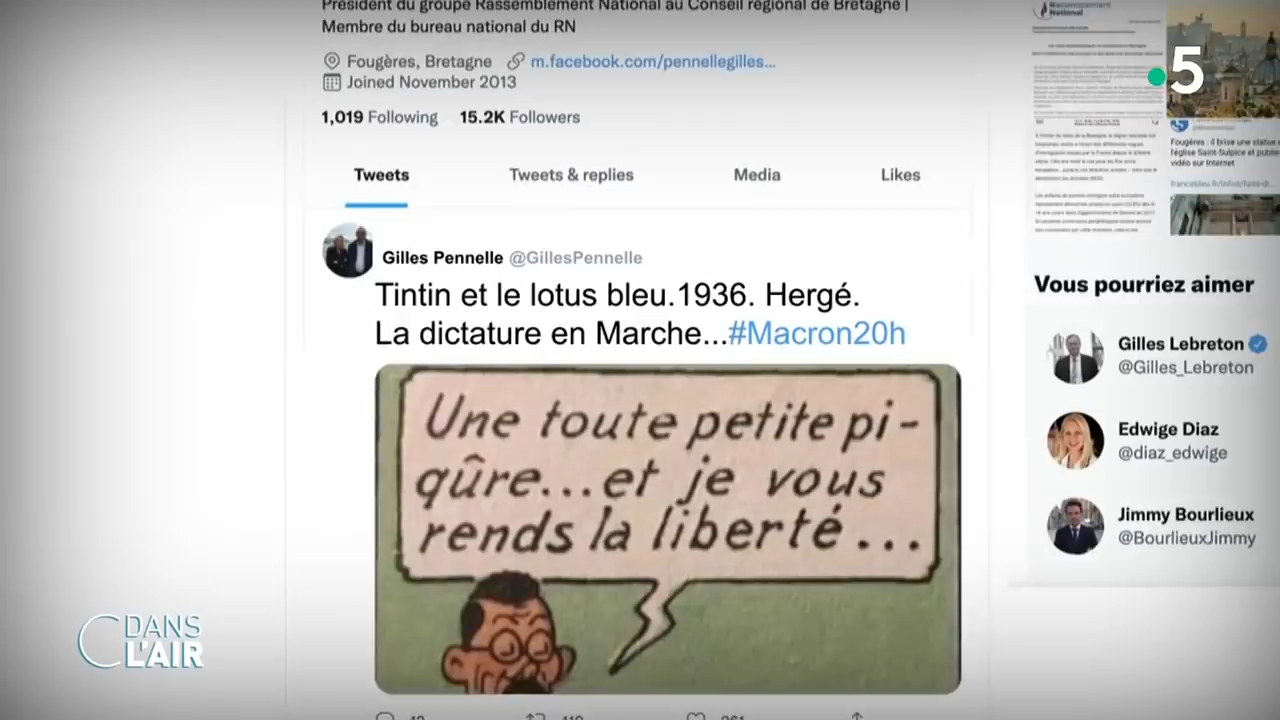 Président du groupe Rassemblement National au Conseil régional de Bretagne |
Membre du bureau national du RN
Fougères, Bretagne m.facebook.com/pennellegilles...
Joined November 2013
1,019 Following 15.2K Followers
Tweets Tweets & replies Media Likes
Gilles Pennelle @GillesPennelle
Tintin et le lotus bleu.1936. Hergé.
La dictature en Marche...#Macron20h
Une toute petite pi-
qûre...et je vous
rends la liberté...
5
Rassemblement
National
Fougères : il brise une statue
l'église Saint-Sulpice et publie
vidéo sur Internet
Vous pourriez aimer
Gilles Lebreton
@Gilles_Lebreton
Edwige Diaz
@diaz_edwige
Jimmy Bourlieux
@BourlieuxJimmy
C DANS
L'AIR